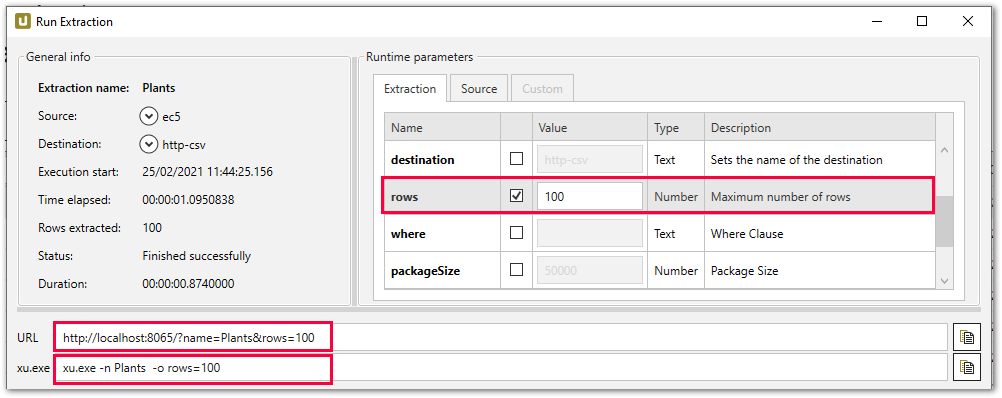 Run Extraction
General info
Extraction name: Plants
Source: ec5
Destination: http-csv
Execution start: 25/02/2021 11:44:25.156
Time elapsed: 00:00:01.0950838
Rows extracted: 100
Status: Finished successfully
Duration: 00:00:00.8740000
Runtime parameters
Extraction Source Custom
Name Value Type Description
destination http-csv Text Sets the name of the destination
rows 100 Number Maximum number of rows
where Text Where Clause
packageSize 50000 Number Package Size
URL http://localhost:8065/?name=Plants&rows=100
xu.exe xu.exe -n Plants  -o rows=100